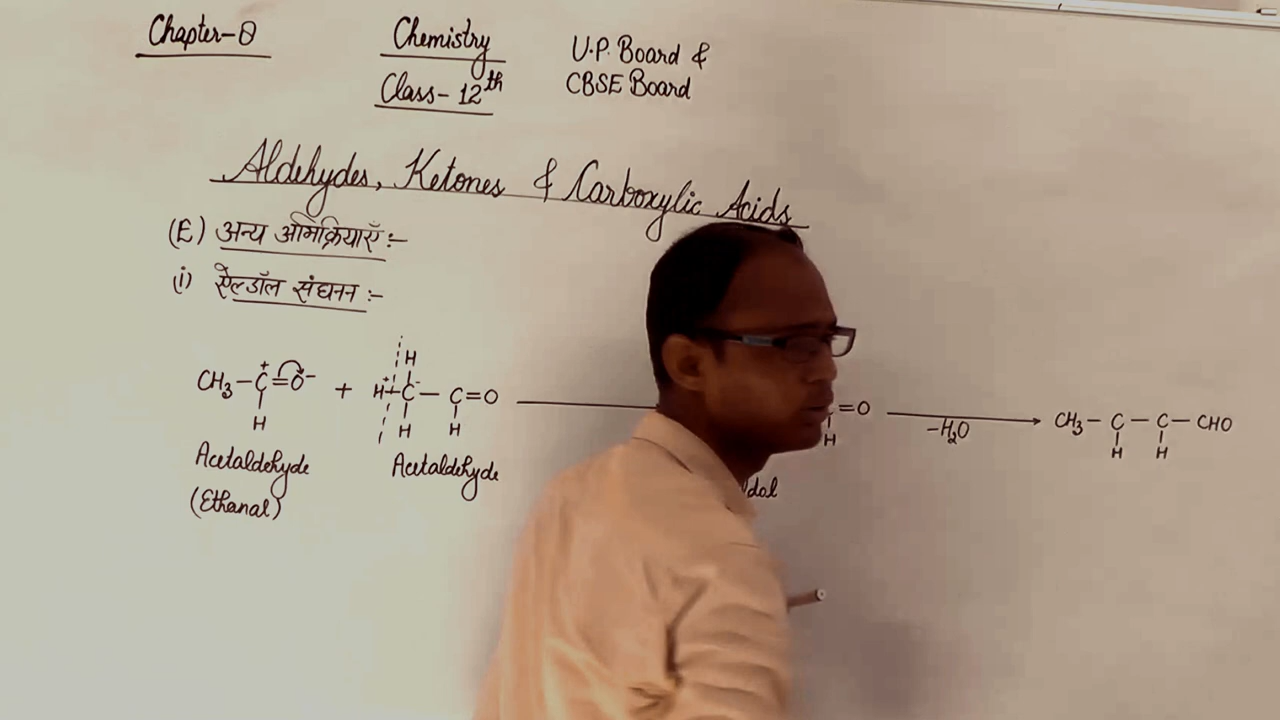 Chapter-8
Chemistry
Class-12th
U.P. Board &
CBSE Board
Aldehydes, Ketones & Carboxylic Acids
(E) अन्य अभिक्रियाएँ :-
(i) ऐल्डॉल संघनन :-
H
CH3-C=O- + H+ C- - C=O =O -H2O CH3-C-C-CHO
+
H H H H H H
Acetaldehyde Acetaldehyde
(Ethanal)